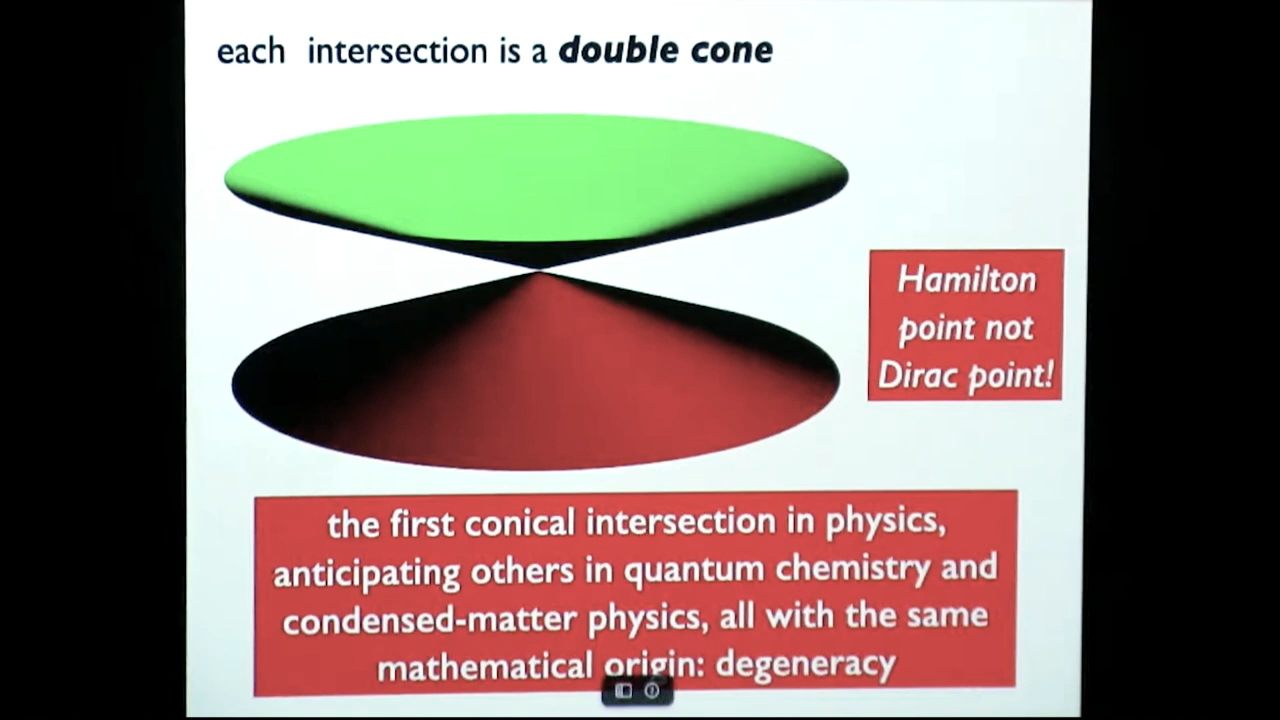 each intersection is a double cone
Hamilton
point not
Dirac point!
the first conical intersection in physics,
anticipating others in quantum chemistry and
condensed-matter physics, all with the same
mathematical origin: degeneracy